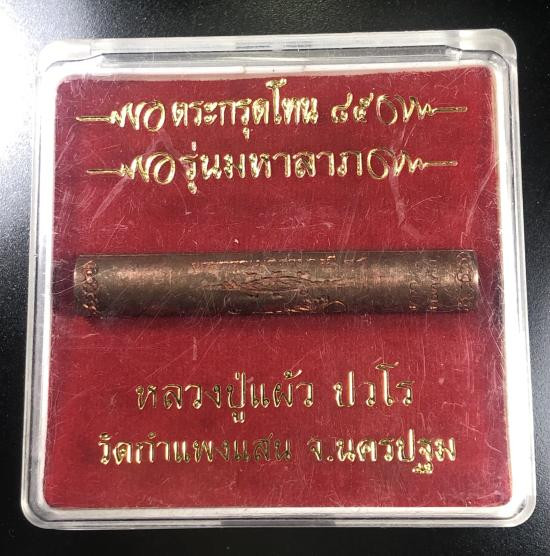 ตระกรุดโทน ๘๕
รุ่นมหาลาภ
หลวงปู่แผ้ว ปวโร
วัดกำแพงแสน จ.นครปฐม